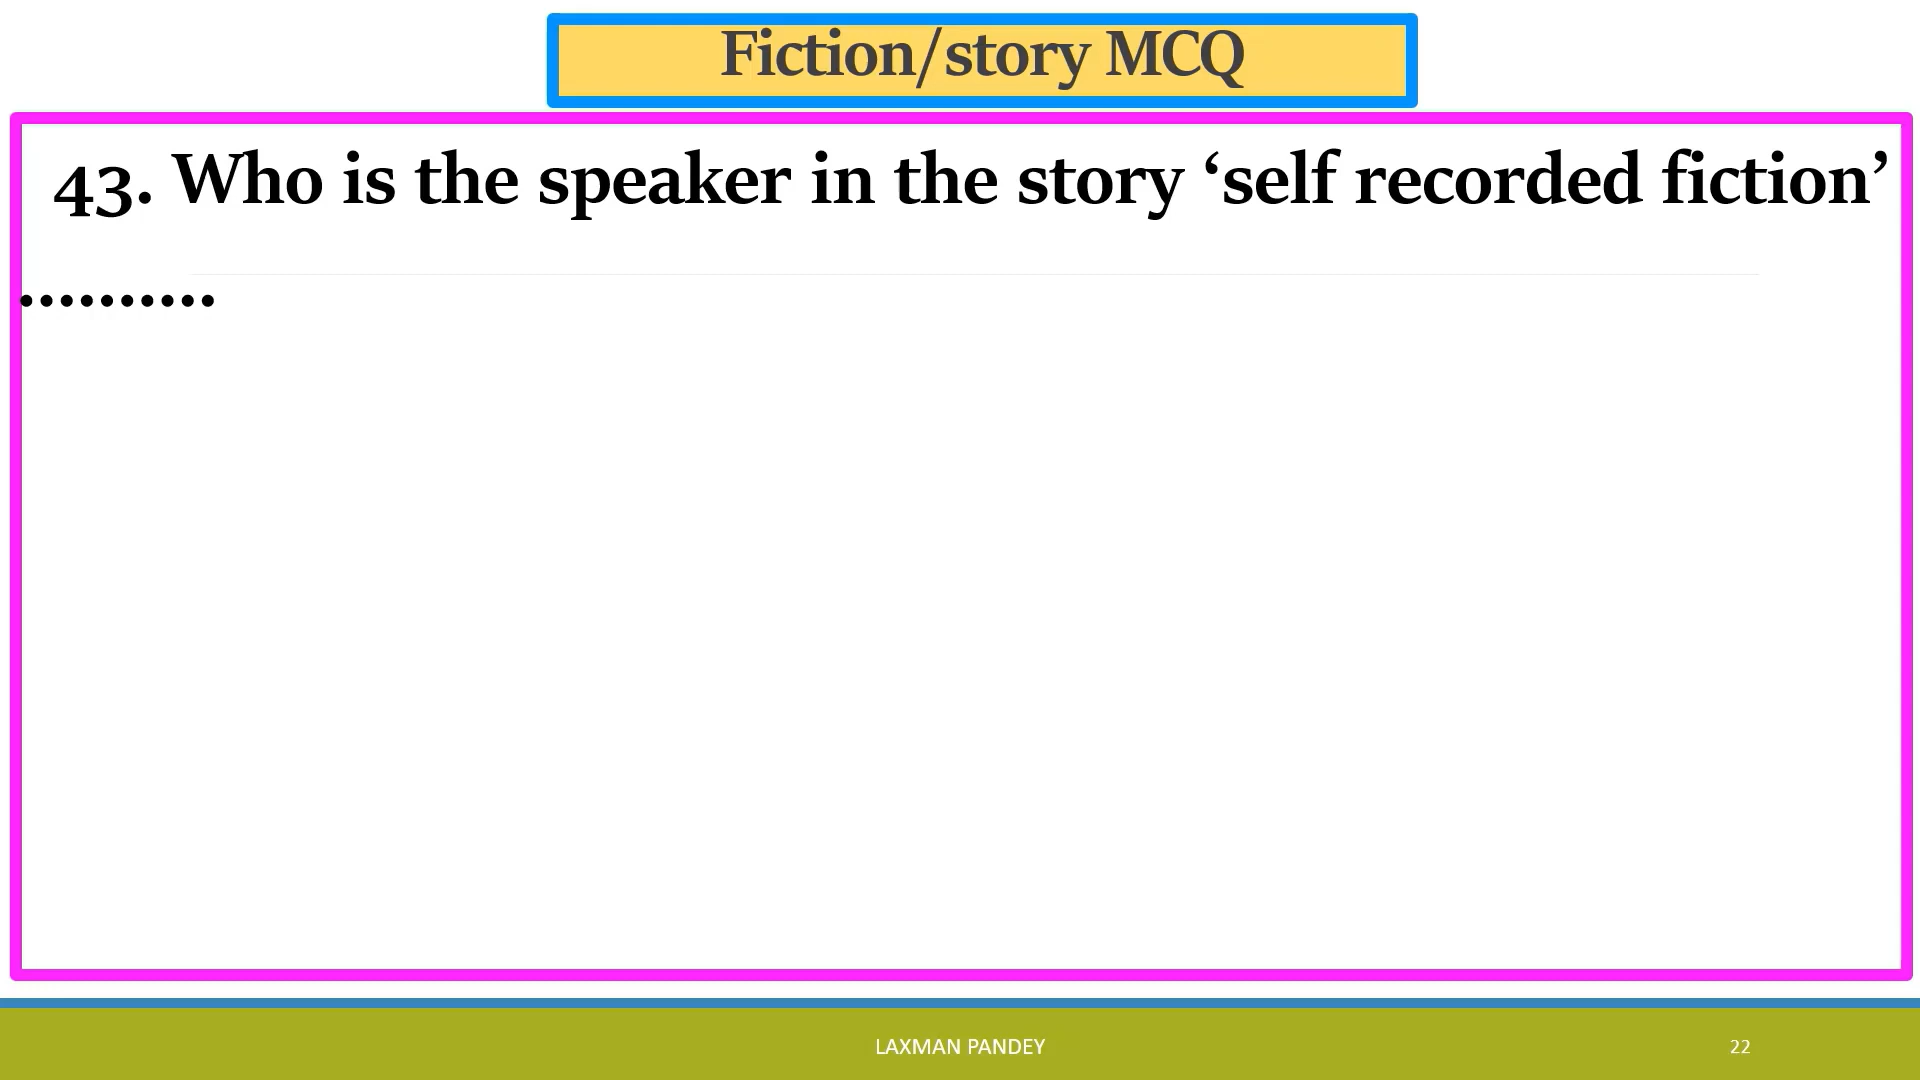 Fiction/story MCQ
43. Who is the speaker in the story ‘self recorded fiction’
..........
LAXMAN PANDEY
22